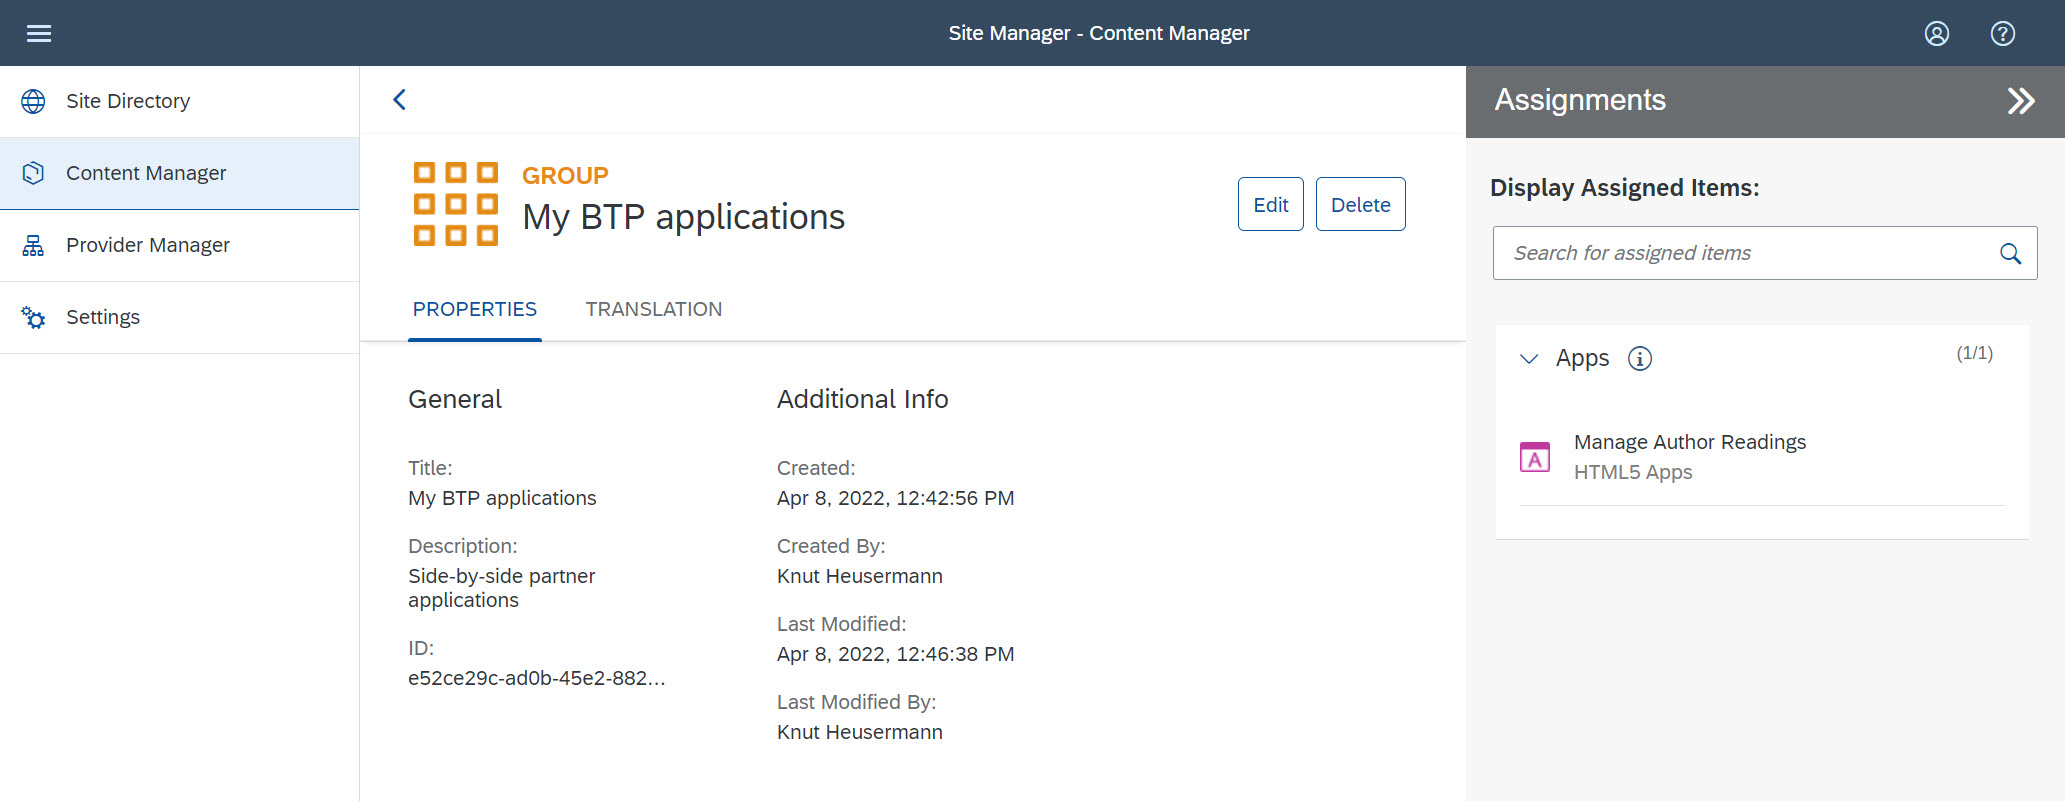 Site Manager - Content Manager
Site Directory
Content Manager
Provider Manager
Settings
GROUP
My BTP applications
Edit
Delete
PROPERTIES
TRANSLATION
General
Title:
My BTP applications
Description:
Side-by-side partner
applications
ID:
e52ce29c-ad0b-45e2-882...
Additional Info
Created:
Apr 8, 2022, 12:42:56 PM
Created By:
Knut Heusermann
Last Modified:
Apr 8, 2022, 12:46:38 PM
Last Modified By:
Knut Heusermann
Assignments
Display Assigned Items:
Search for assigned items
Apps (1/1)
A
Manage Author Readings
HTML5 Apps